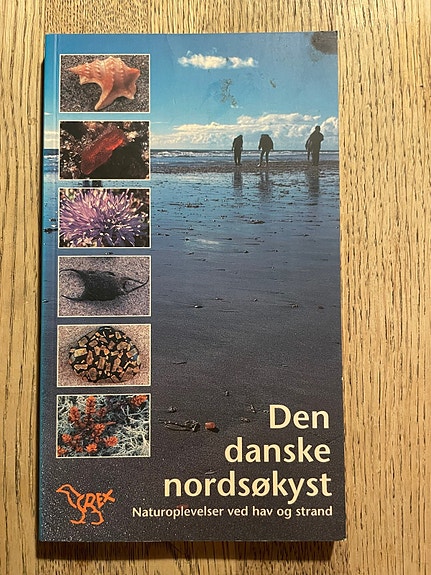 Den
danske
nordsøkyst
Naturoplevelser ved hav og strand
REX